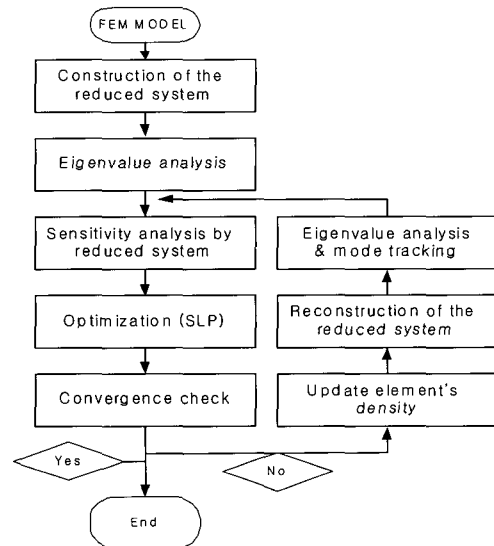 FEM MODEL
Construction of the
reduced system
Eigenvalue analysis
Sensitivity analysis by
reduced system
Optimization (SLP)
Convergence check
Yes
End
Eigenvalue analysis
& mode tracking
Reconstruction of the
reduced system
Update element's
density
No